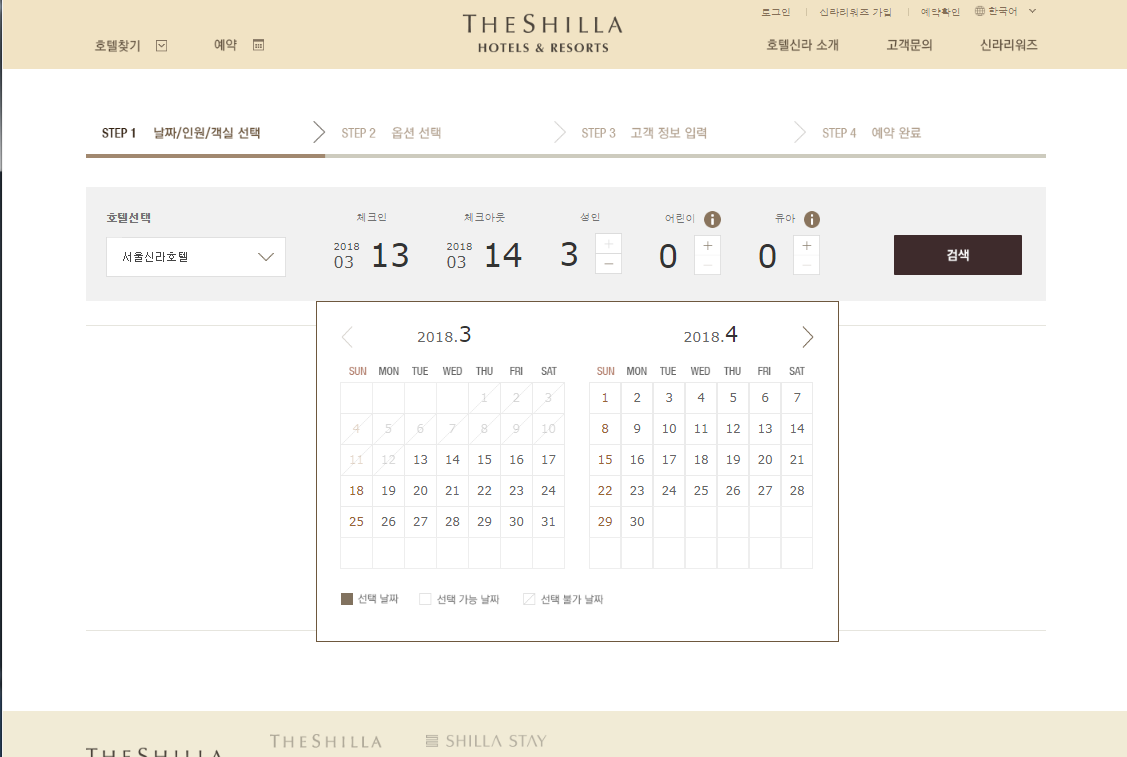 로그인 신라리워즈 가입 예약확인 한국어
THE SHILLA
HOTELS & RESORTS
호텔찾기 예약 호텔신라 소개 고객문의 신라리워즈
STEP 1 날짜/인원/객실 선택 STEP 2 옵션 선택 STEP 3 고객 정보 입력 STEP 4 예약 완료
호텔선택 체크인 체크아웃 성인 어린이 유아
서울신라호텔 2018 03 13 2018 03 14 3 0 0 검색
2018.3 2018.4
SUN MON TUE WED THU FRI SAT SUN MON TUE WED THU FRI SAT
1 2 3 1 2 3 4 5 6 7
4 5 6 7 8 9 10 8 9 10 11 12 13 14
11 12 13 14 15 16 17 15 16 17 18 19 20 21
18 19 20 21 22 23 24 22 23 24 25 26 27 28
25 26 27 28 29 30 31 29 30
선택 날짜 선택 가능 날짜 선택 불가 날짜
THE SHILLA THE SHILLA SHILLA STAY